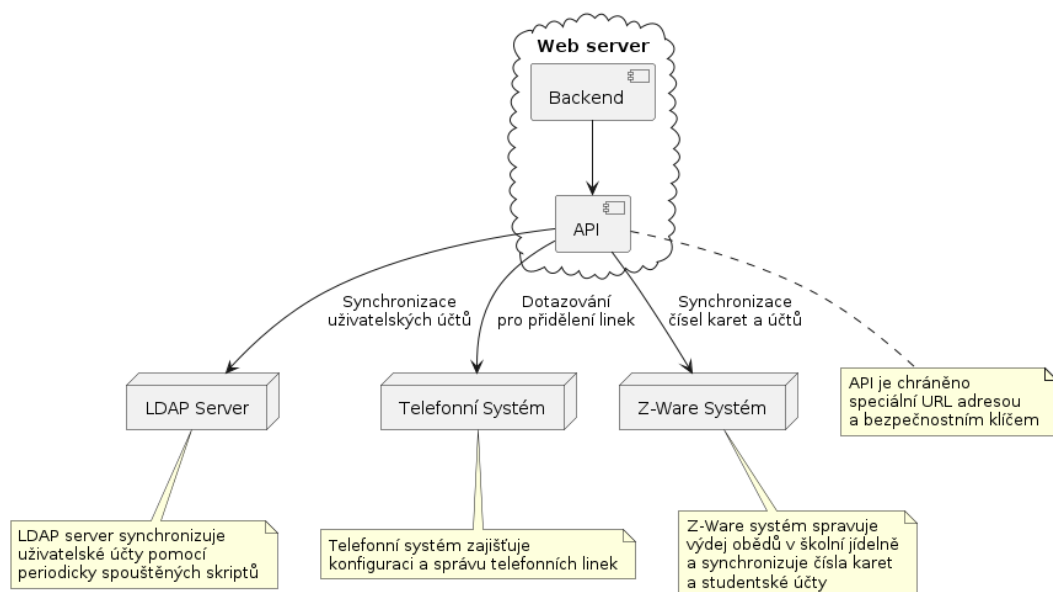 Web server
Backend
API
Synchronizace
uživatelských účtů
Dotazování
pro přidělení linek
Synchronizace
čísel karet a účtů
LDAP Server
Telefonní Systém
Z-Ware Systém
API je chráněno
speciální URL adresou
a bezpečnostním klíčem
LDAP server synchronizuje
uživatelské účty pomocí
periodicky spouštěných skriptů
Telefonní systém zajišťuje
konfiguraci a správu telefonních linek
Z-Ware systém spravuje
výdej obědů v školní jídelně
a synchronizuje čísla karet
a studentské účty